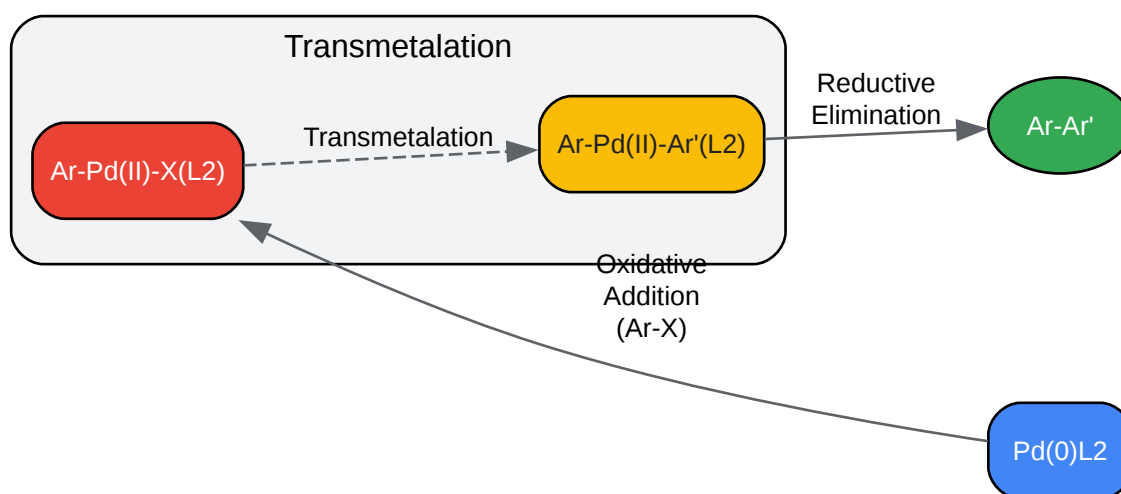 Transmetalation
Reductive
Elimination
Transmetalation
Ar-Pd(II)-X(L2)
Ar-Pd(II)-Ar'(L2)
Ar-Ar'
Oxidative
Addition
(Ar-X)
Pd(0)L2